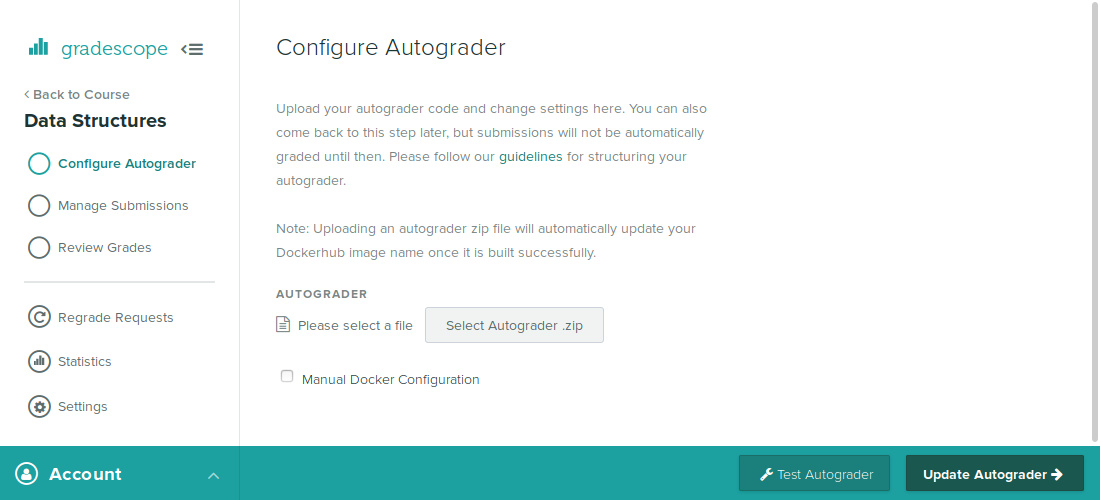 gradescope
Back to Course
Data Structures
Configure Autograder
Manage Submissions
Review Grades
Regrade Requests
Statistics
Settings
Account
Configure Autograder
Upload your autograder code and change settings here. You can also
come back to this step later, but submissions will not be automatically
graded until then. Please follow our guidelines for structuring your
autograder.
Note: Uploading an autograder zip file will automatically update your
Dockerhub image name once it is built successfully.
AUTOGRADER
Please select a file
Select Autograder .zip
Manual Docker Configuration
Test Autograder
Update Autograder